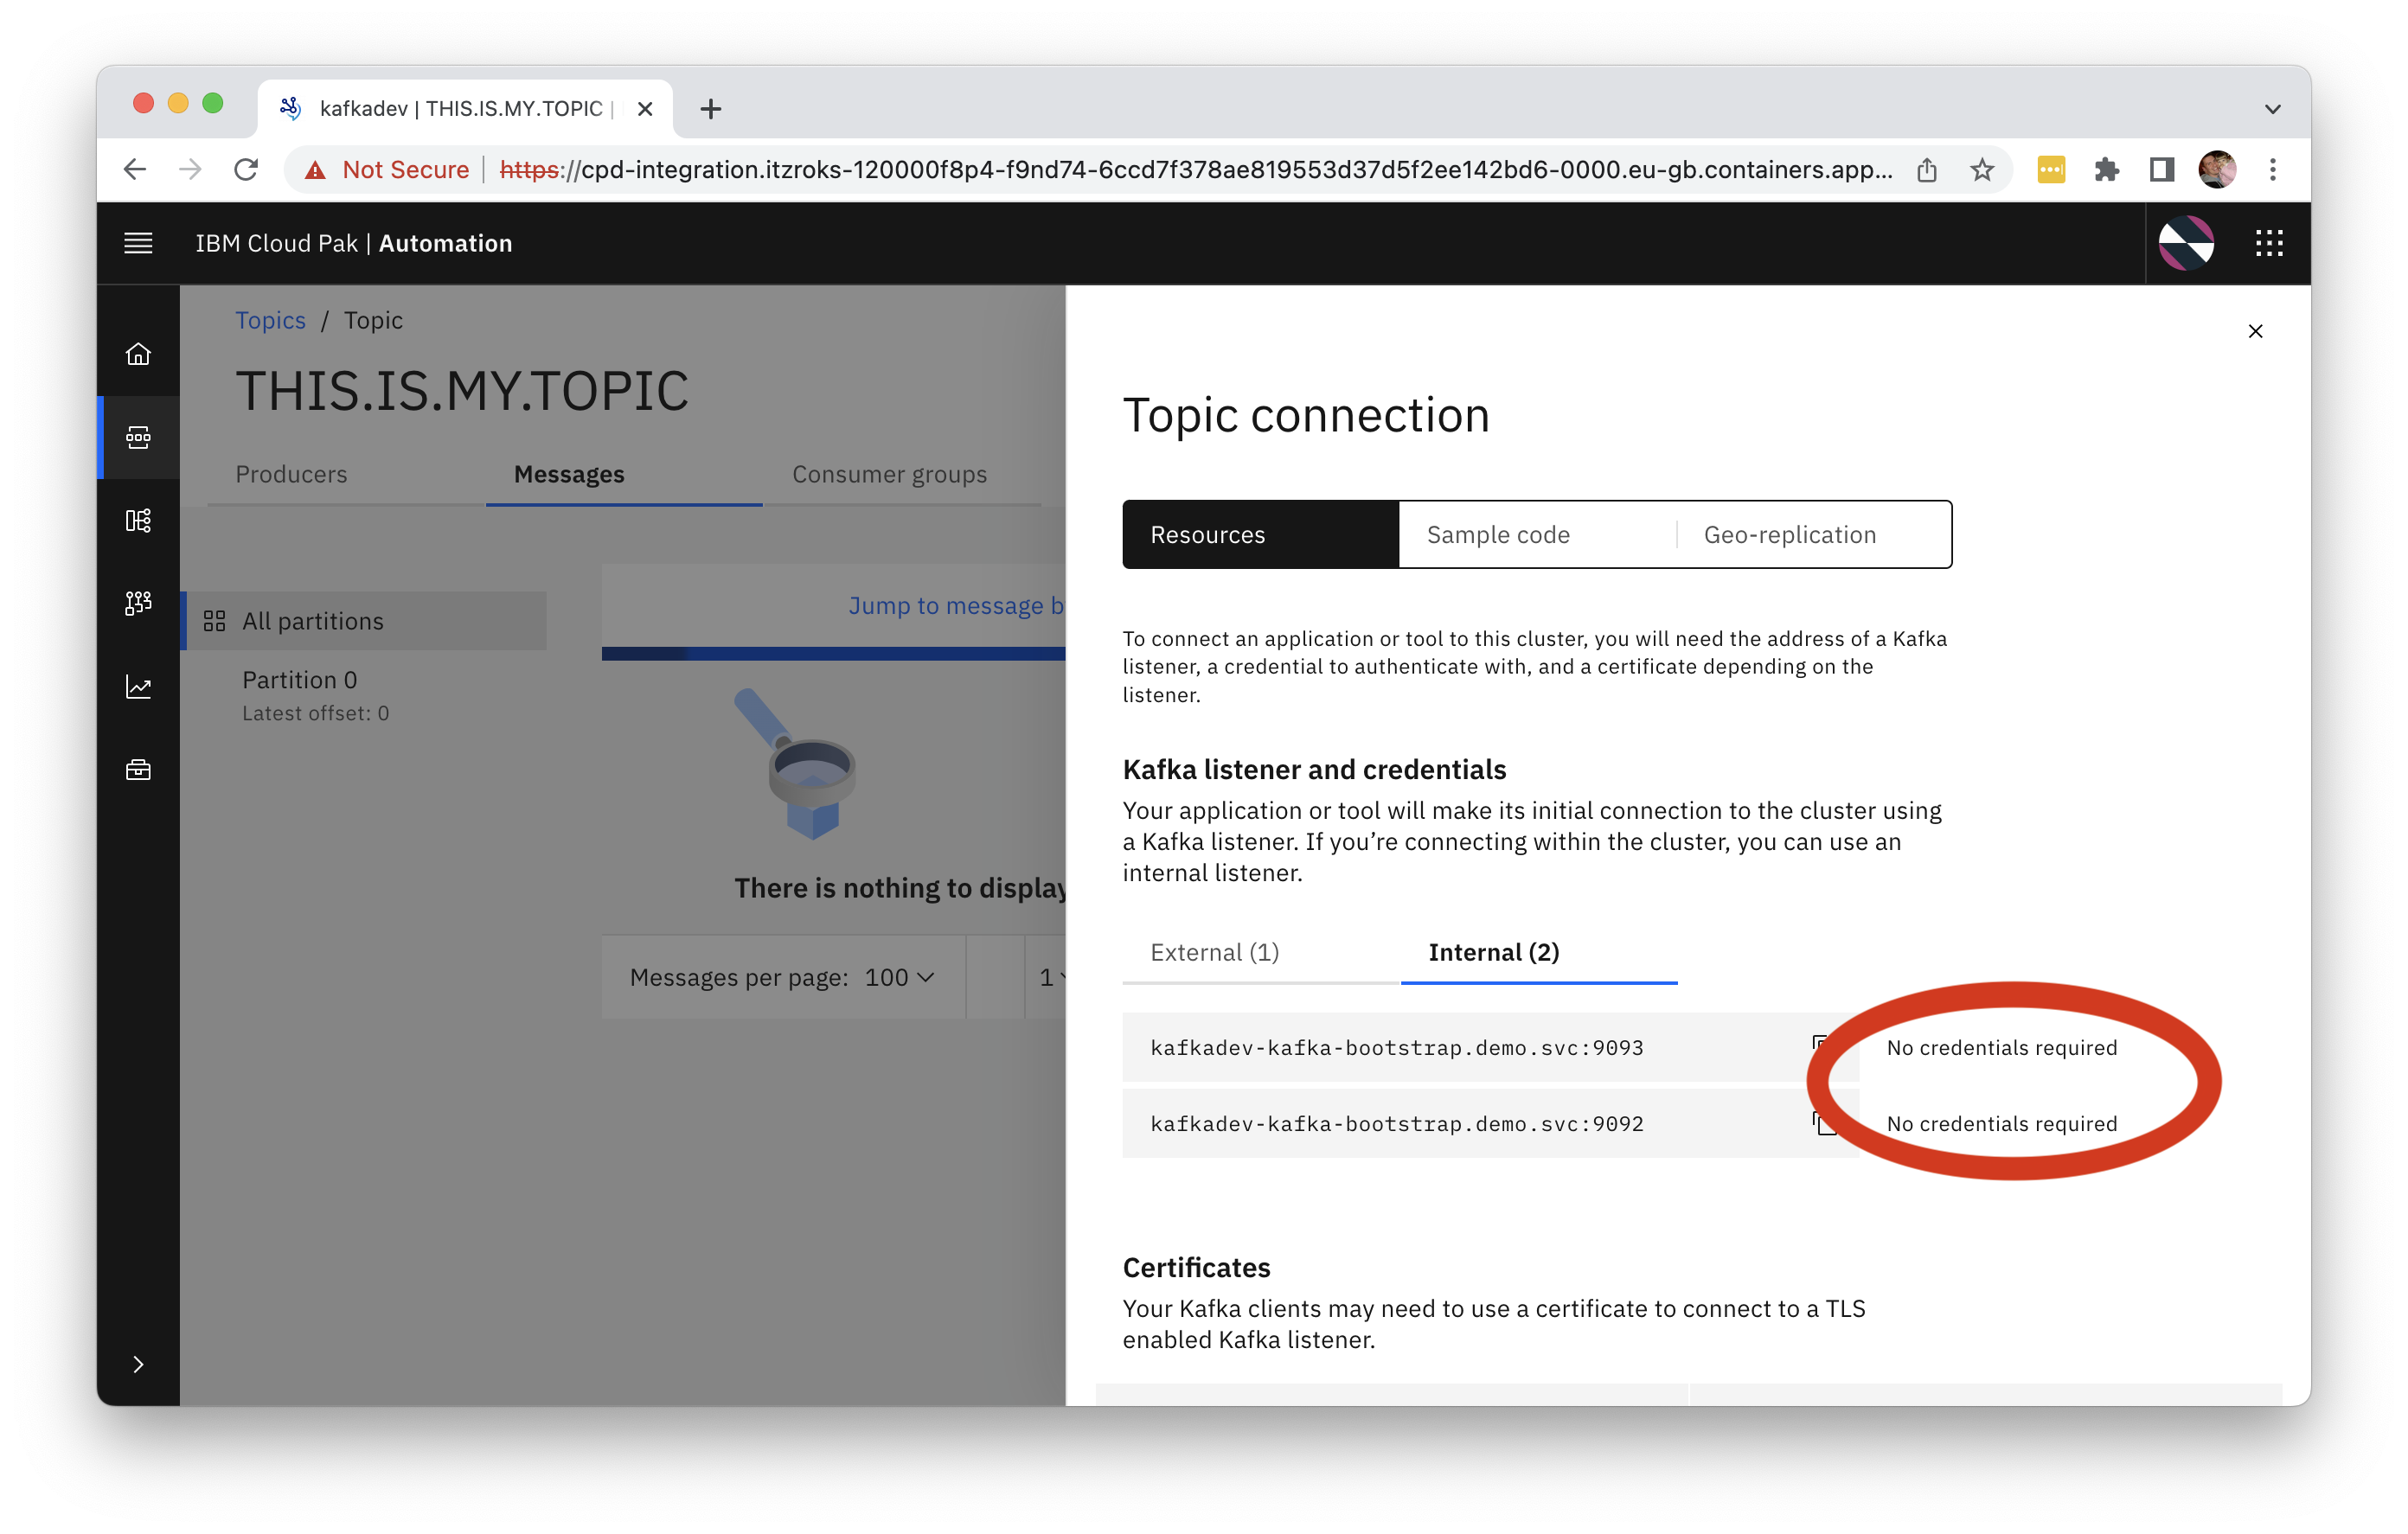 kafkadev | THIS.IS.MY.TOPIC |
Not Secure
https://cpd-integration.itzroks-120000f8p4-f9nd74-6ccd7f378ae819553d37d5f2ee142bd6-0000.eu-gb.containers.app...
IBM Cloud Pak | Automation
Topics / Topic
THIS.IS.MY.TOPIC
Producers
Messages
Consumer groups
All partitions
Partition 0
Latest offset: 0
Jump to message b
There is nothing to display
Messages per page: 100
1
Topic connection
Resources
Sample code
Geo-replication
To connect an application or tool to this cluster, you will need the address of a Kafka
listener, a credential to authenticate with, and a certificate depending on the
listener.
Kafka listener and credentials
Your application or tool will make its initial connection to the cluster using
a Kafka listener. If you’re connecting within the cluster, you can use an
internal listener.
External (1)
Internal (2)
kafkadev-kafka-bootstrap.demo.svc:9093
No credentials required
kafkadev-kafka-bootstrap.demo.svc:9092
No credentials required
Certificates
Your Kafka clients may need to use a certificate to connect to a TLS
enabled Kafka listener.